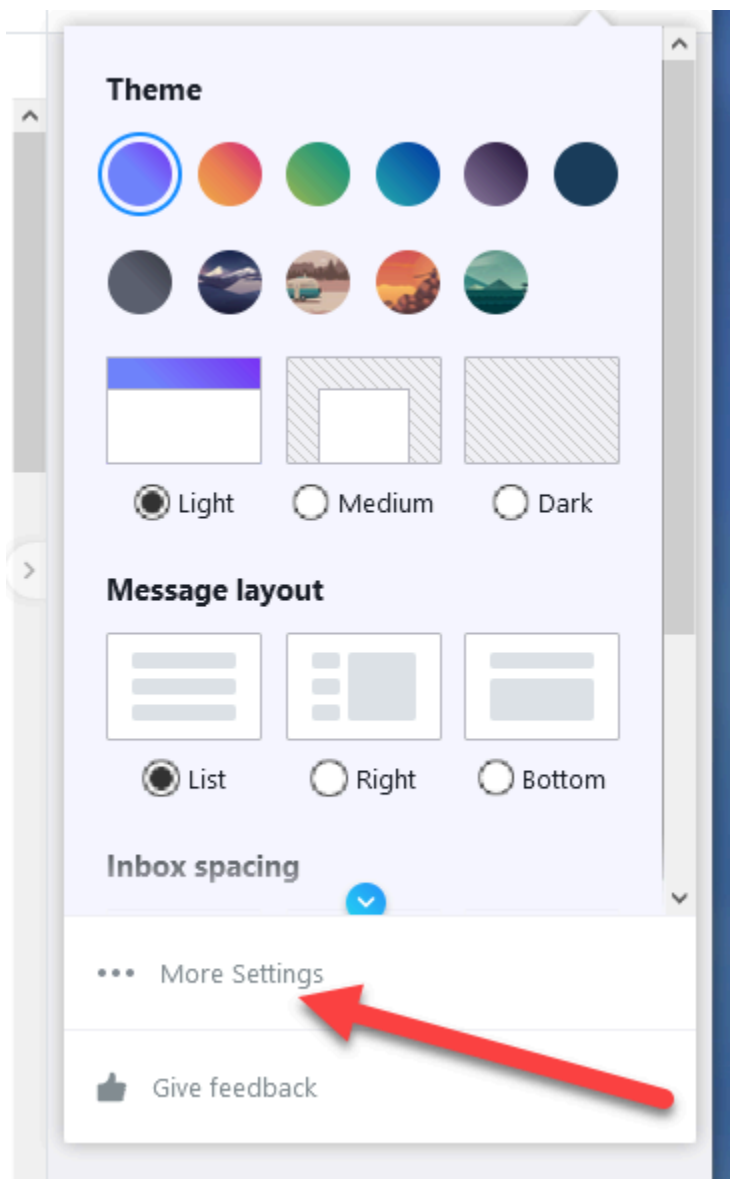 Theme
Light Medium Dark
Message layout
List Right Bottom
Inbox spacing
More Settings
Give feedback